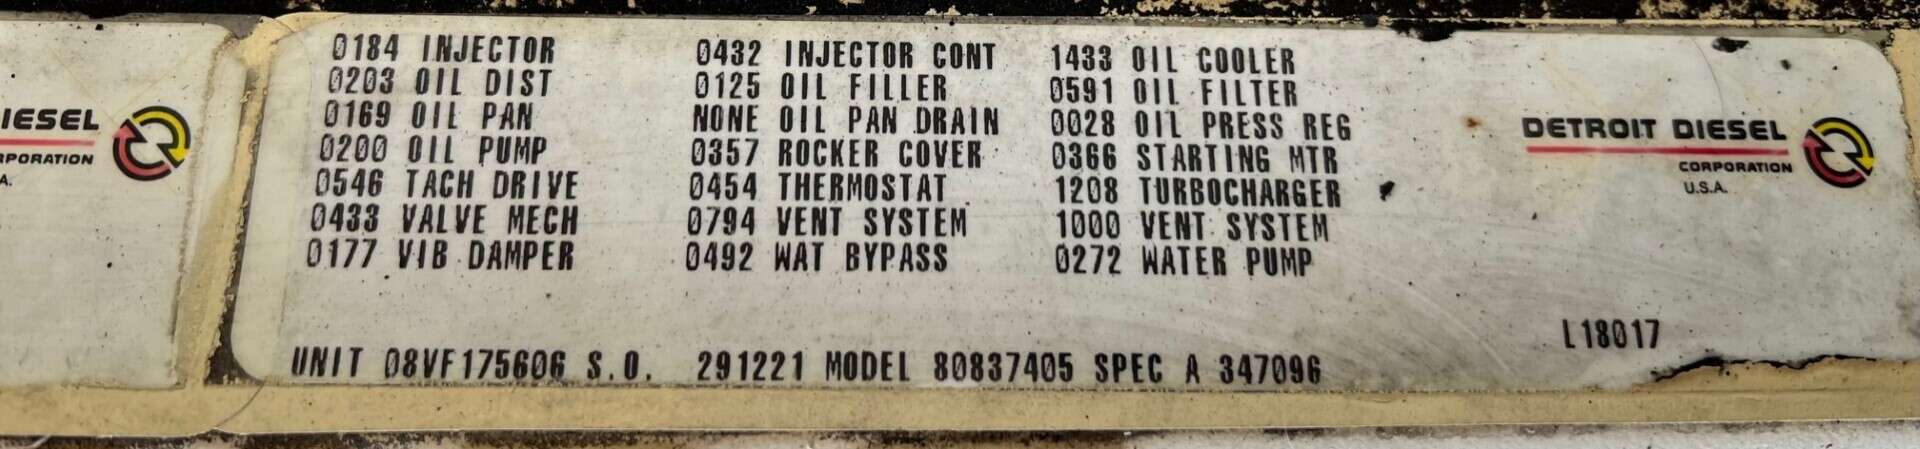 IESEL
RPORATION
A.
0184 INJECTOR 0432 INJECTOR CONT 1433 OIL COOLER
0203 OIL DIST 0125 OIL FILLER 0591 OIL FILTER
0169 OIL PAN NONE OIL PAN DRAIN 0028 OIL PRESS REG
0200 OIL PUMP 0357 ROCKER COVER 0366 STARTING MTR
0546 TACH DRIVE 0454 THERMOSTAT 1208 TURBOCHARGER
0433 VALVE MECH 0794 VENT SYSTEM 1000 VENT SYSTEM
0177 VIB DAMPER 0492 WAT BYPASS 0272 WATER PUMP
DETROIT DIESEL
CORPORATION
U.S.A.
L18017
UNIT 08VF175606 S.O. 291221 MODEL 80837405 SPEC A 347096